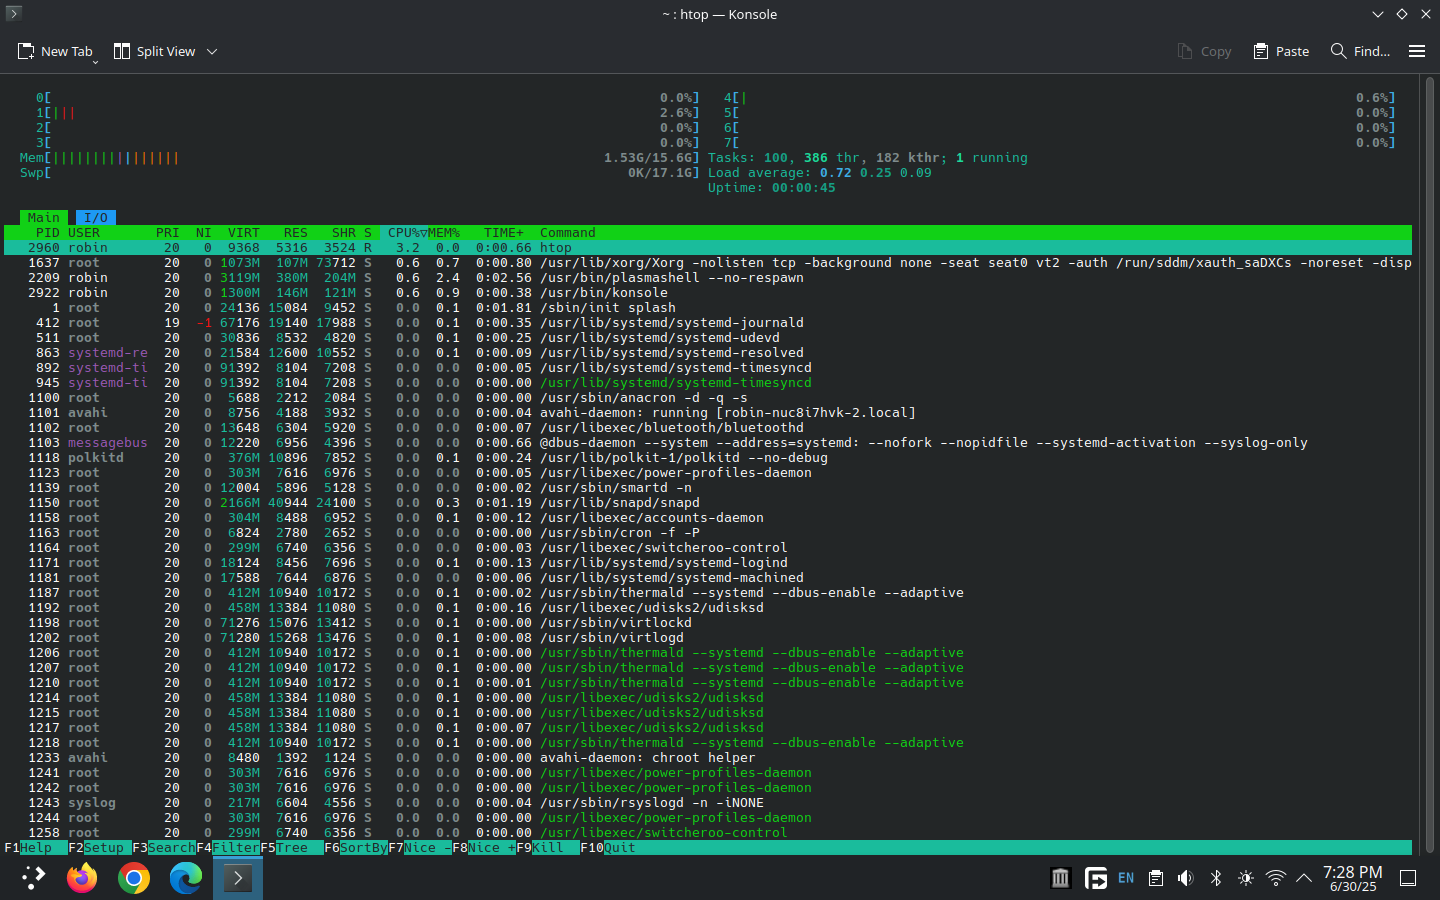 ~ : htop — Konsole
New Tab Split View Copy Paste Find...
0[ 0.0%] 4[| 0.6%]
1[||| 2.6%] 5[ 0.0%]
2[ 0.0%] 6[ 0.0%]
3[ 0.0%] 7[ 0.0%]
Mem[|||||||||||||||| 1.53G/15.6G] Tasks: 100, 386 thr, 182 kthr; 1 running
Swp[ 0K/17.1G] Load average: 0.72 0.25 0.09
Uptime: 00:00:45
Main I/O
PID USER PRI NI VIRT RES SHR S CPU%▽MEM% TIME+ Command
2960 robin 20 0 9368 5316 3524 R 3.2 0.0 0:00.66 htop
1637 root 20 0 1073M 107M 73712 S 0.6 0.7 0:00.80 /usr/lib/xorg/Xorg -nolisten tcp -background none -seat seat0 vt2 -auth /run/sddm/xauth_saDXCs -noreset -disp
2209 robin 20 0 3119M 380M 204M S 0.6 2.4 0:02.56 /usr/bin/plasmashell --no-respawn
2922 robin 20 0 1300M 146M 121M S 0.6 0.9 0:00.38 /usr/bin/konsole
1 root 20 0 24136 15084 9452 S 0.0 0.1 0:01.81 /sbin/init splash
412 root 19 -1 67176 19140 17988 S 0.0 0.1 0:00.35 /usr/lib/systemd/systemd-journald
511 root 20 0 30836 8532 4820 S 0.0 0.1 0:00.25 /usr/lib/systemd/systemd-udevd
863 systemd-re 20 0 21584 12600 10552 S 0.0 0.1 0:00.09 /usr/lib/systemd/systemd-resolved
892 systemd-ti 20 0 91392 8104 7208 S 0.0 0.1 0:00.05 /usr/lib/systemd/systemd-timesyncd
945 systemd-ti 20 0 91392 8104 7208 S 0.0 0.1 0:00.00 /usr/lib/systemd/systemd-timesyncd
1100 root 20 0 5688 2212 2084 S 0.0 0.0 0:00.00 /usr/sbin/anacron -d -q -s
1101 avahi 20 0 8756 4188 3932 S 0.0 0.0 0:00.04 avahi-daemon: running [robin-nuc8i7hvk-2.local]
1102 root 20 0 13648 6304 5920 S 0.0 0.0 0:00.07 /usr/libexec/bluetooth/bluetoothd
1103 messagebus 20 0 12220 6956 4396 S 0.0 0.0 0:00.66 @dbus-daemon --system --address=systemd: --nofork --nopidfile --systemd-activation --syslog-only
1118 polkitd 20 0 376M 10896 7852 S 0.0 0.1 0:00.24 /usr/lib/polkit-1/polkitd --no-debug
1123 root 20 0 303M 7616 6976 S 0.0 0.0 0:00.05 /usr/libexec/power-profiles-daemon
1139 root 20 0 12004 5896 5128 S 0.0 0.0 0:00.02 /usr/sbin/smartd -n
1150 root 20 0 2166M 40944 24100 S 0.0 0.3 0:01.19 /usr/lib/snapd/snapd
1158 root 20 0 304M 8488 6952 S 0.0 0.1 0:00.12 /usr/libexec/accounts-daemon
1163 root 20 0 6824 2780 2652 S 0.0 0.0 0:00.00 /usr/sbin/cron -f -P
1164 root 20 0 299M 6740 6356 S 0.0 0.0 0:00.03 /usr/libexec/switcheroo-control
1171 root 20 0 18124 8456 7696 S 0.0 0.1 0:00.13 /usr/lib/systemd/systemd-logind
1181 root 20 0 17588 7644 6876 S 0.0 0.0 0:00.06 /usr/lib/systemd/systemd-machined
1187 root 20 0 412M 10940 10172 S 0.0 0.1 0:00.02 /usr/sbin/thermald --systemd --dbus-enable --adaptive
1192 root 20 0 458M 13384 11080 S 0.0 0.1 0:00.16 /usr/libexec/udisks2/udisksd
1198 root 20 0 71276 15076 13412 S 0.0 0.1 0:00.00 /usr/sbin/virtlockd
1202 root 20 0 71280 15268 13476 S 0.0 0.1 0:00.08 /usr/sbin/virtlogd
1206 root 20 0 412M 10940 10172 S 0.0 0.1 0:00.00 /usr/sbin/thermald --systemd --dbus-enable --adaptive
1207 root 20 0 412M 10940 10172 S 0.0 0.1 0:00.00 /usr/sbin/thermald --systemd --dbus-enable --adaptive
1210 root 20 0 412M 10940 10172 S 0.0 0.1 0:00.01 /usr/sbin/thermald --systemd --dbus-enable --adaptive
1214 root 20 0 458M 13384 11080 S 0.0 0.1 0:00.00 /usr/libexec/udisks2/udisksd
1215 root 20 0 458M 13384 11080 S 0.0 0.1 0:00.00 /usr/libexec/udisks2/udisksd
1217 root 20 0 458M 13384 11080 S 0.0 0.1 0:00.07 /usr/libexec/udisks2/udisksd
1218 root 20 0 412M 10940 10172 S 0.0 0.1 0:00.00 /usr/sbin/thermald --systemd --dbus-enable --adaptive
1233 avahi 20 0 8480 1392 1124 S 0.0 0.0 0:00.00 avahi-daemon: chroot helper
1241 root 20 0 303M 7616 6976 S 0.0 0.0 0:00.00 /usr/libexec/power-profiles-daemon
1242 root 20 0 303M 7616 6976 S 0.0 0.0 0:00.00 /usr/libexec/power-profiles-daemon
1243 syslog 20 0 217M 6604 4556 S 0.0 0.0 0:00.04 /usr/sbin/rsyslogd -n -iNONE
1244 root 20 0 303M 7616 6976 S 0.0 0.0 0:00.00 /usr/libexec/power-profiles-daemon
1258 root 20 0 299M 6740 6356 S 0.0 0.0 0:00.00 /usr/libexec/switcheroo-control
F1Help F2Setup F3SearchF4FilterF5Tree F6SortByF7Nice -F8Nice +F9Kill F10Quit
EN 7:28 PM
6/30/25